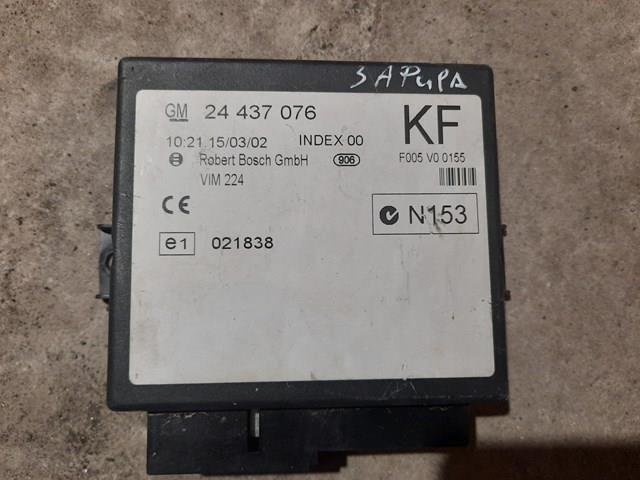 ЗАРИРА
GM 24 437 076
KF
10:21 15/03/02 INDEX 00
Robert Bosch GmbH 906 F005 V0 0155
VIM 224
CE
N153
e1 021838